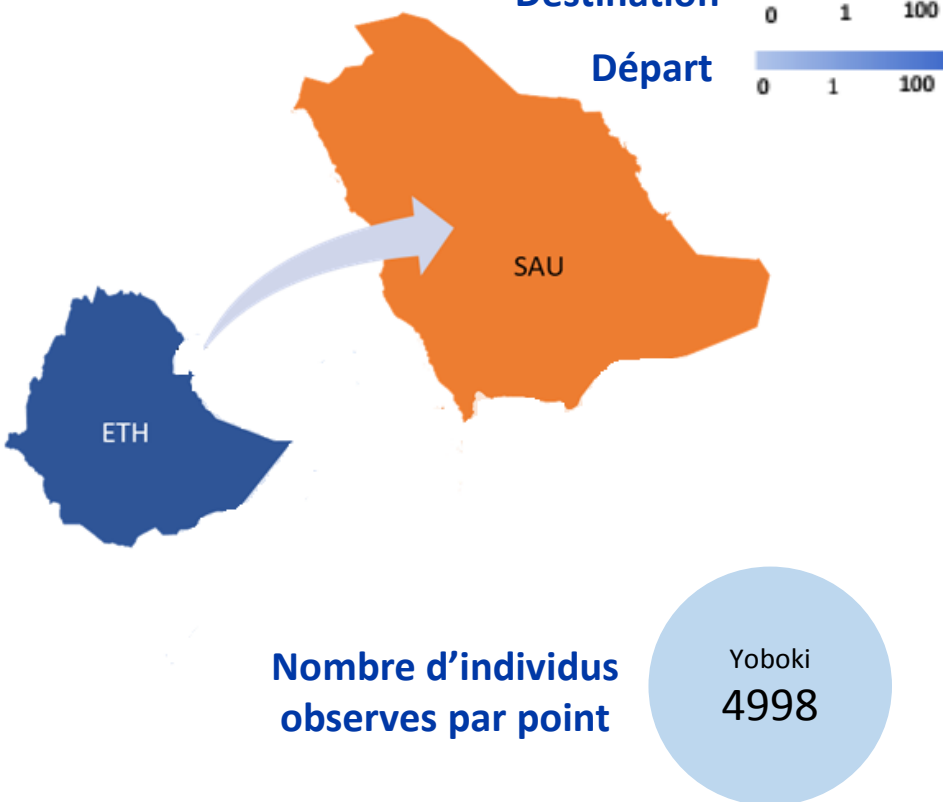 Destination
0 1 100
Départ
0 1 100
SAU
ETH
Nombre d'individus
observes par point
Yoboki
4998